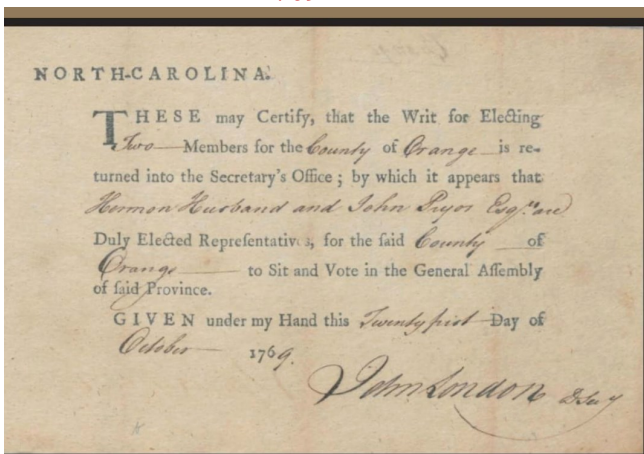 NORTH-CAROLINA.
THESE may Certify, that the Writ for Electing
Two Members for the County of Orange is re-
turned into the Secretary's Office; by which it appears that
Hermon Husband and John Pryor Esqrs. are
Duly Elected Representatives, for the said County of
Orange to Sit and Vote in the General Assembly
of said Province.
GIVEN under my Hand this Twenty first Day of
October 1769.
John London D Secy